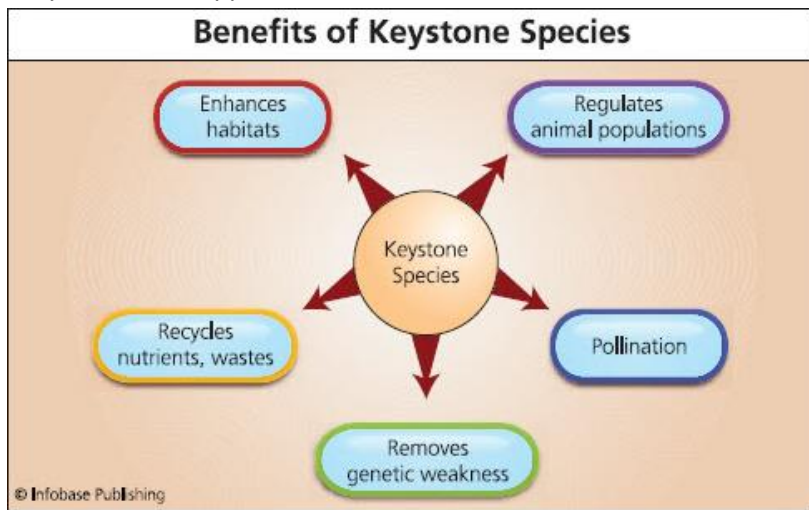 Benefits of Keystone Species
Enhances
habitats
Regulates
animal populations
Keystone
Species
Recycles
nutrients, wastes
Pollination
Removes
genetic weakness
© Infobase Publishing